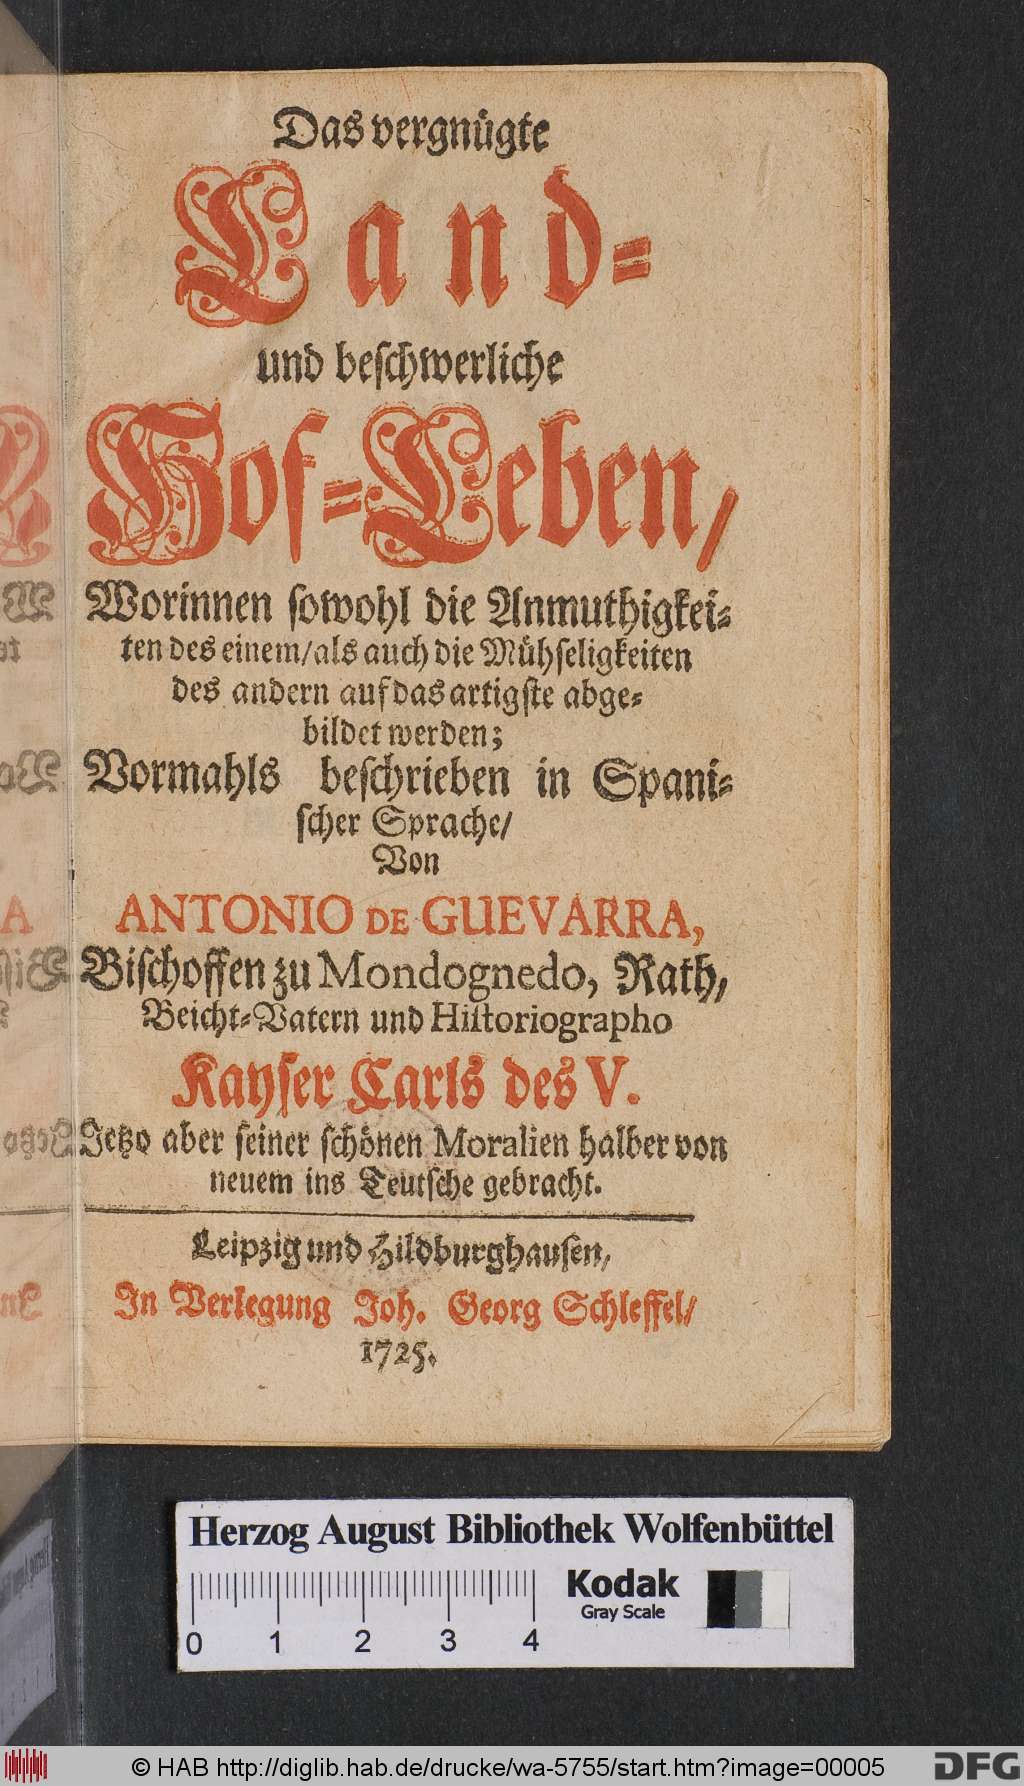 Das vergnügte
Land-
und beschwerliche
Hof-Leben,
Worinnen sowohl die Anmuthigkei-
ten des einem/als auch die Mühseligkeiten
des andern auf das artigste abge-
bildet werden;
Vormahls beschrieben in Spani-
scher Sprache/
Von
ANTONIO DE GUEVARRA,
Bischoffen zu Mondognedo, Rath,
Beicht-Vatern und Historiographo
Kayser Carls des V.
Jetzo aber seiner schönen Moralien halber von
neuem ins Teutsche gebracht.
Leipzig und Hildburghausen,
In Verlegung Joh. Georg Schleffel/
1725.
Herzog August Bibliothek Wolfenbüttel
Kodak
Gray Scale
0 1 2 3 4
© HAB http://diglib.hab.de/drucke/wa-5755/start.htm?image=00005
DFG